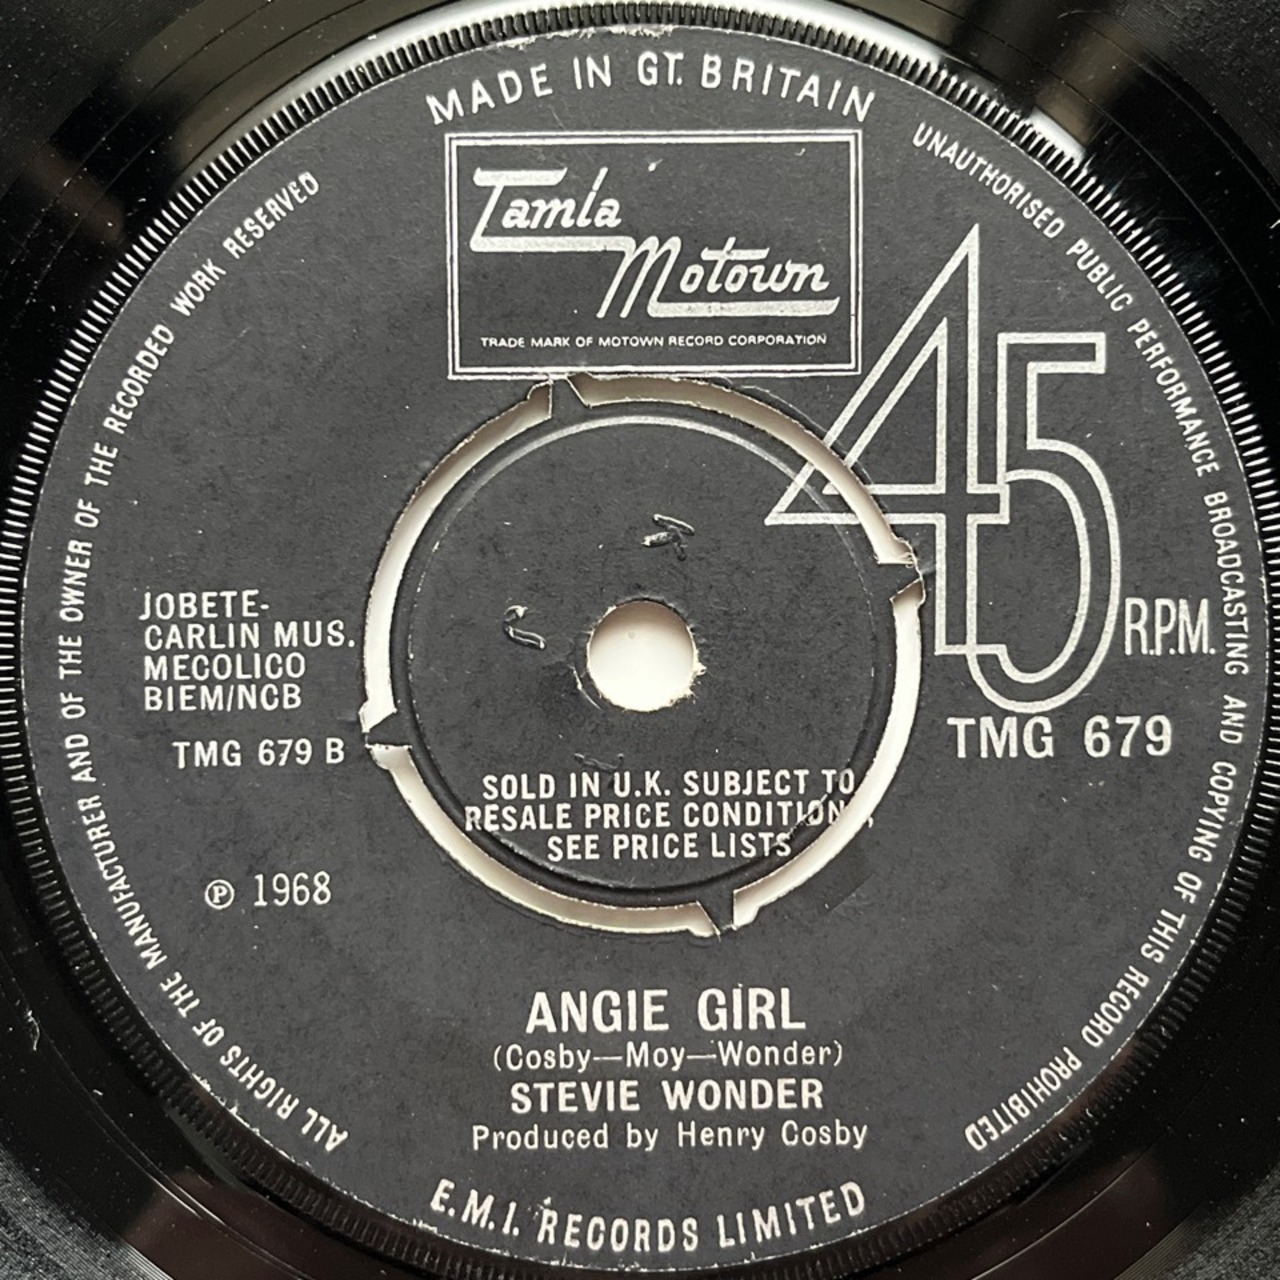 MADE IN GT. BRITAIN
Tamla
Motown
TRADE MARK OF MOTOWN RECORD CORPORATION
ALL RIGHTS OF THE MANUFACTURER AND OF THE OWNER OF THE RECORDED WORK RESERVED
UNAUTHORISED PUBLIC PERFORMANCE BROADCASTING AND COPYING OF THIS RECORD PROHIBITED
45
R.P.M.
JOBETE-
CARLIN MUS.
MECOLICO
BIEM/NCB
TMG 679 B
TMG 679
SOLD IN U.K. SUBJECT TO
RESALE PRICE CONDITION ,
SEE PRICE LISTS
℗ 1968
ANGIE GIRL
(Cosby—Moy—Wonder)
STEVIE WONDER
Produced by Henry Cosby
E.M.I. RECORDS LIMITED